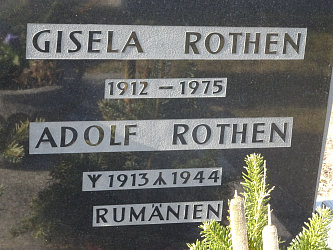 GISELA ROTHEN
1912 – 1975
ADOLF ROTHEN
ᛉ 1913 ᛣ 1944
RUMÄNIEN